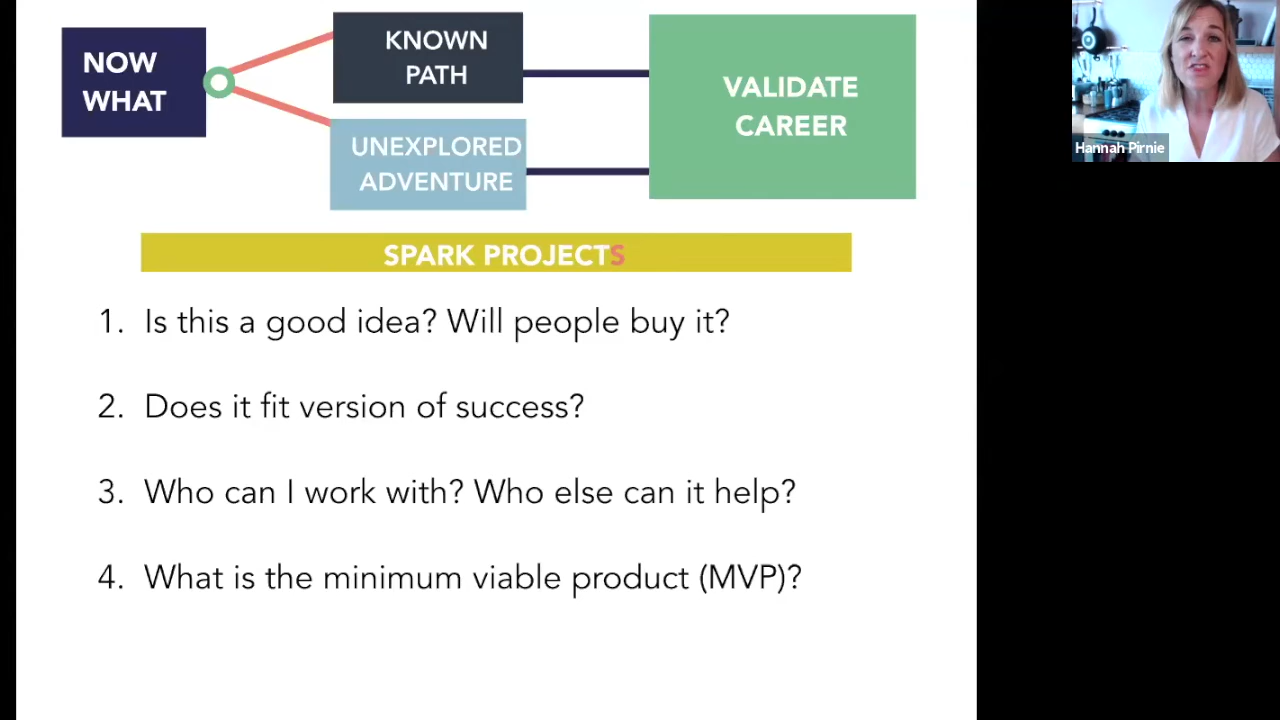 NOW
WHAT
KNOWN
PATH
UNEXPLORED
ADVENTURE
VALIDATE
CAREER
Hannah Pirnie
SPARK PROJECTS
1. Is this a good idea? Will people buy it?
2. Does it fit version of success?
3. Who can I work with? Who else can it help?
4. What is the minimum viable product (MVP)?